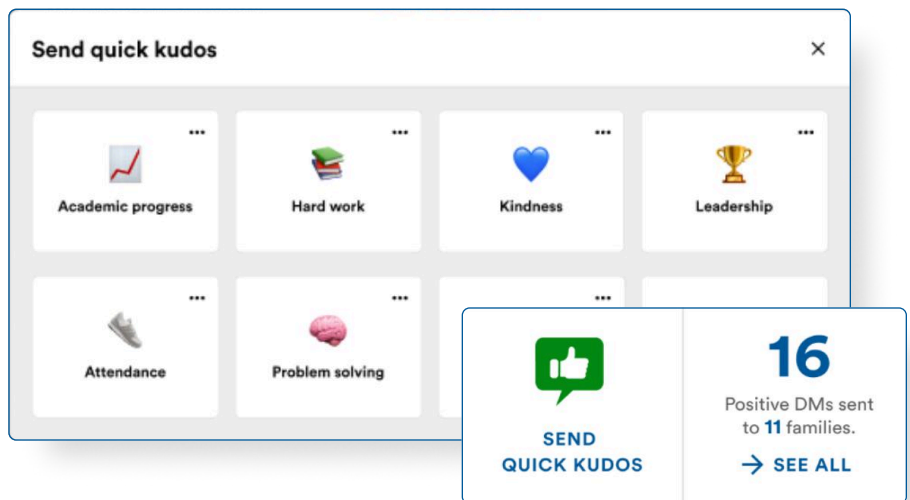 Send quick kudos
Academic progress
Hard work
Kindness
Leadership
Attendance
Problem solving
SEND
QUICK KUDOS
16
Positive DMs sent
to 11 families.
→ SEE ALL